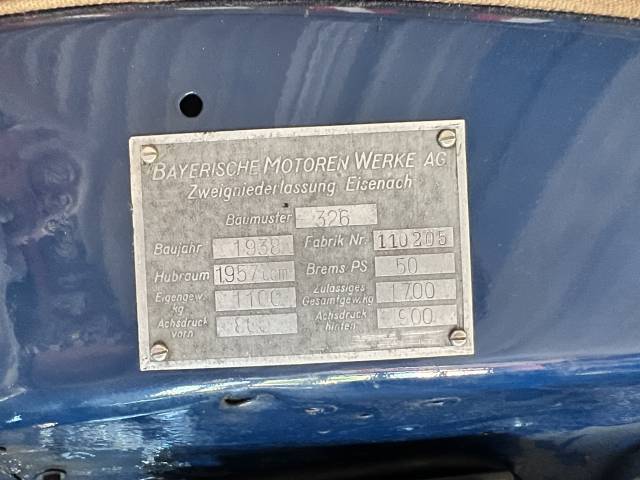 BAYERISCHE MOTOREN WERKE AG.
Zweigniederlassung Eisenach
Baumuster 326
Baujahr 1938 Fabrik Nr. 110205
Hubraum 1957 ccm Brems PS 50
Eigengew. kg 1100 Zulässiges Gesamtgew.kg 1700
Achsdruck vorn 800 Achsdruck hinten 900